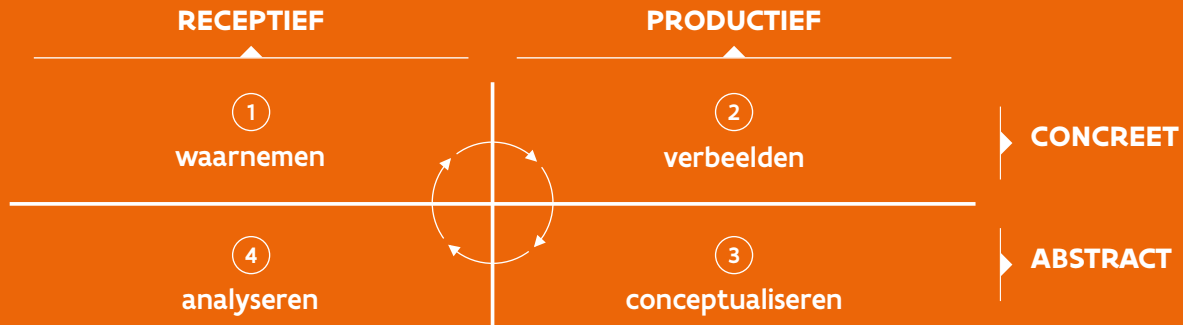 RECEPTIEF
PRODUCTIEF
1
waarnemen
2
verbeelden
CONCREET
4
analyseren
3
conceptualiseren
ABSTRACT